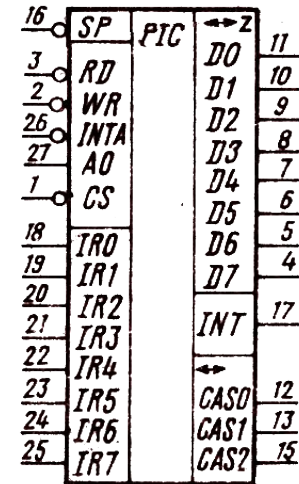 16 SP PIC ↔ Z
D0 11
3 RD D1 10
2 WR D2 9
26 INTA D3 8
27 A0 D4 7
1 CS D5 6
18 IR0 D6 5
19 IR1 D7 4
20 IR2
21 IR3 INT 17
22 IR4 ↔
23 IR5 CAS0 12
24 IR6 CAS1 13
25 IR7 CAS2 15